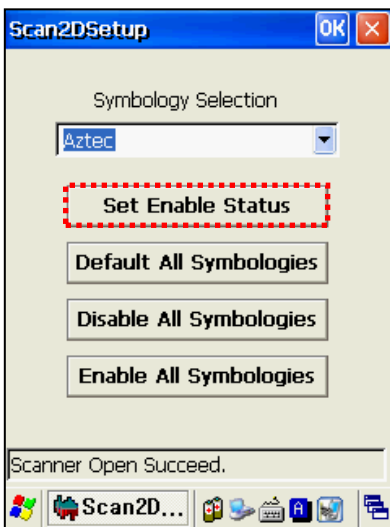 Scan2DSetup OK
Symbology Selection
Aztec
Set Enable Status
Default All Symbologies
Disable All Symbologies
Enable All Symbologies
Scanner Open Succeed.
Scan2D... A